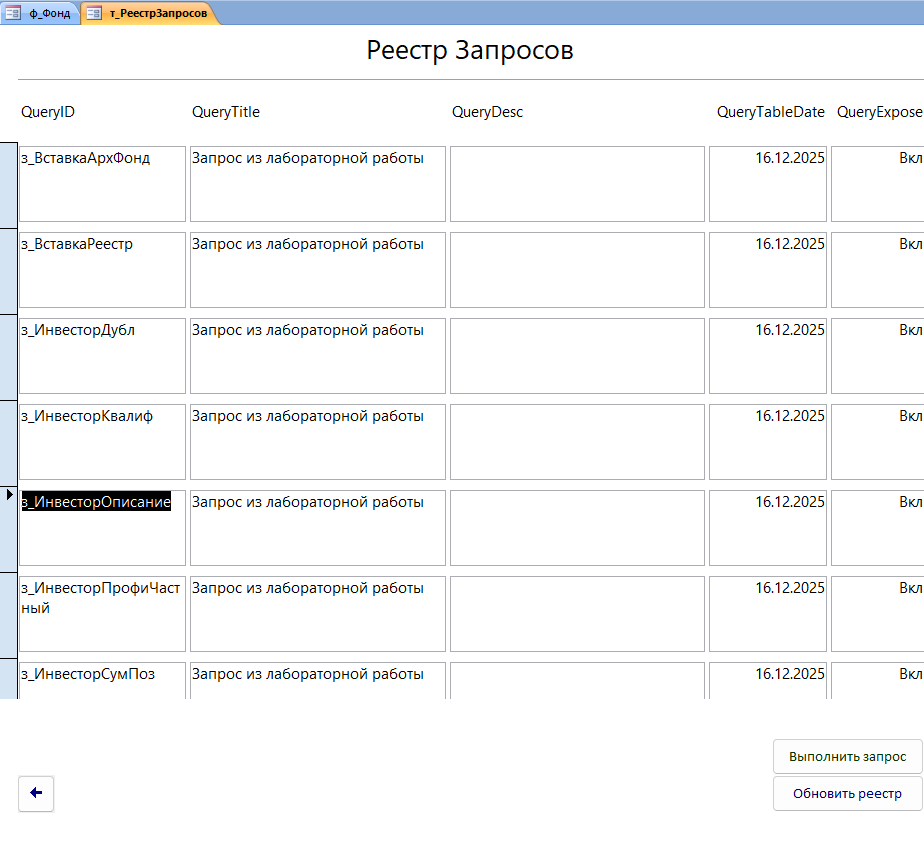 ф_Фонд т_РеестрЗапросов
Реестр Запросов
QueryID QueryTitle QueryDesc QueryTableDate QueryExpose
з_ВставкаАрхФонд Запрос из лабораторной работы 16.12.2025 Вкл
з_ВставкаРеестр Запрос из лабораторной работы 16.12.2025 Вкл
з_ИнвесторДубл Запрос из лабораторной работы 16.12.2025 Вкл
з_ИнвесторКвалиф Запрос из лабораторной работы 16.12.2025 Вкл
з_ИнвесторОписание Запрос из лабораторной работы 16.12.2025 Вкл
з_ИнвесторПрофиЧаст Запрос из лабораторной работы 16.12.2025 Вкл
ный
з_ИнвесторСумПоз Запрос из лабораторной работы 16.12.2025 Вкл
Выполнить запрос
Обновить реестр